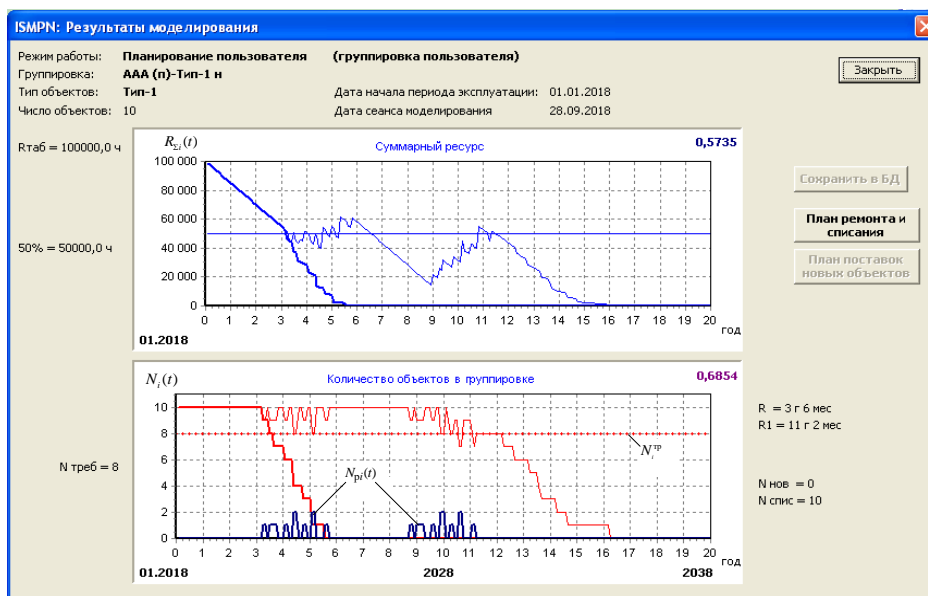 ISMPN: Результаты моделирования
Режим работы: Планирование пользователя (группировка пользователя)
Группировка: ААА (п)-Тип-1 н
Закрыть
Тип объектов: Тип-1 Дата начала периода эксплуатации: 01.01.2018
Число объектов: 10 Дата сеанса моделирования 28.09.2018
Rтаб = 100000,0 ч
50% = 50000,0 ч
RΣi(t) Суммарный ресурс 0,5735
100 000
80 000
60 000
40 000
20 000
0
0 1 2 3 4 5 6 7 8 9 10 11 12 13 14 15 16 17 18 19 20
год
01.2018
Сохранить в БД
План ремонта и
списания
План поставок
новых объектов
Ni(t) Количество объектов в группировке 0,6854
10
8
6
4
2
0
Niтр
Npi(t)
0 1 2 3 4 5 6 7 8 9 10 11 12 13 14 15 16 17 18 19 20
год
01.2018 2028 2038
N треб = 8
R = 3 г 6 мес
R1 = 11 г 2 мес
N нов = 0
N спис = 10